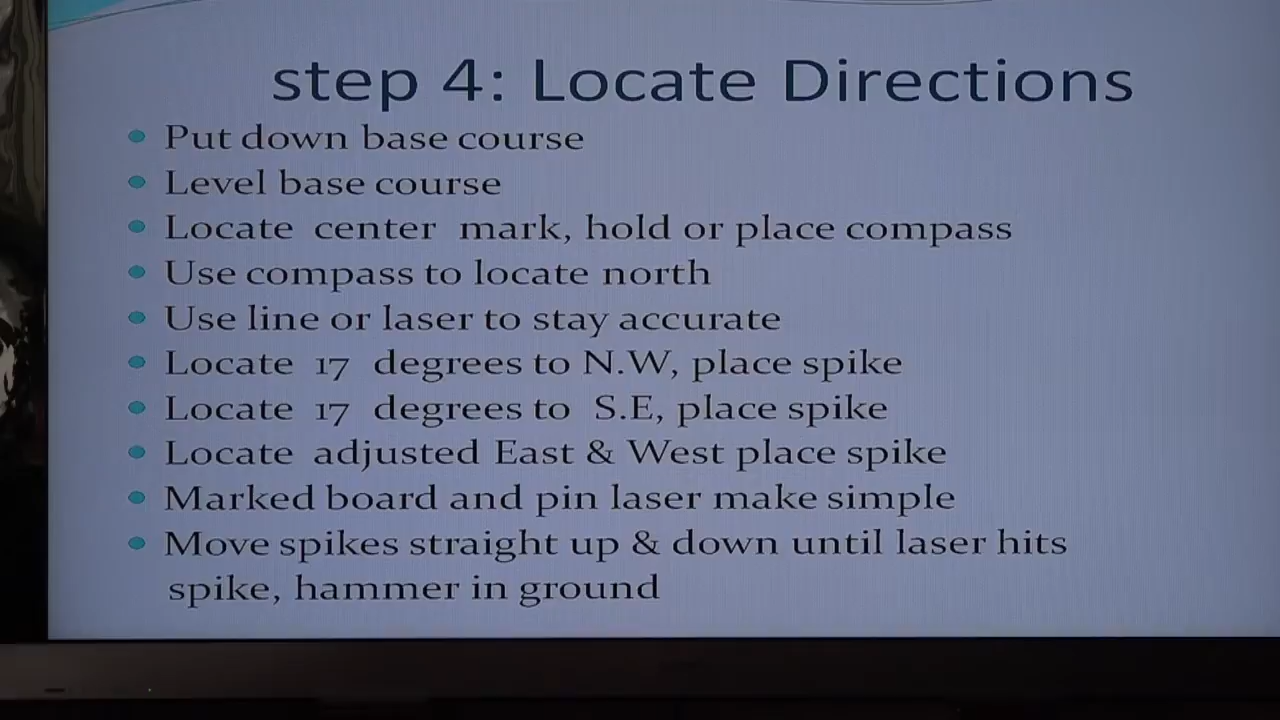 step 4: Locate Directions
Put down base course
Level base course
Locate center mark, hold or place compass
Use compass to locate north
Use line or laser to stay accurate
Locate 17 degrees to N.W, place spike
Locate 17 degrees to S.E, place spike
Locate adjusted East & West place spike
Marked board and pin laser make simple
Move spikes straight up & down until laser hits
spike, hammer in ground